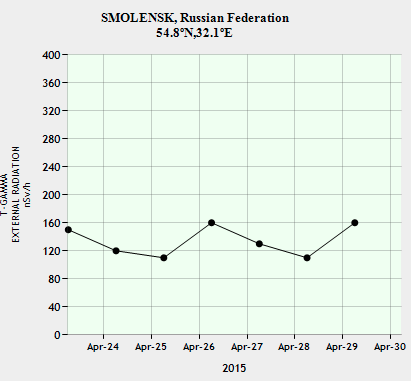 SMOLENSK, Russian Federation
54.8°N,32.1°E
400
360
320
280
240
200
160
120
80
40
0
T-GAMMA
EXTERNAL RADIATION
nSv/h
Apr-24 Apr-25 Apr-26 Apr-27 Apr-28 Apr-29 Apr-30
2015